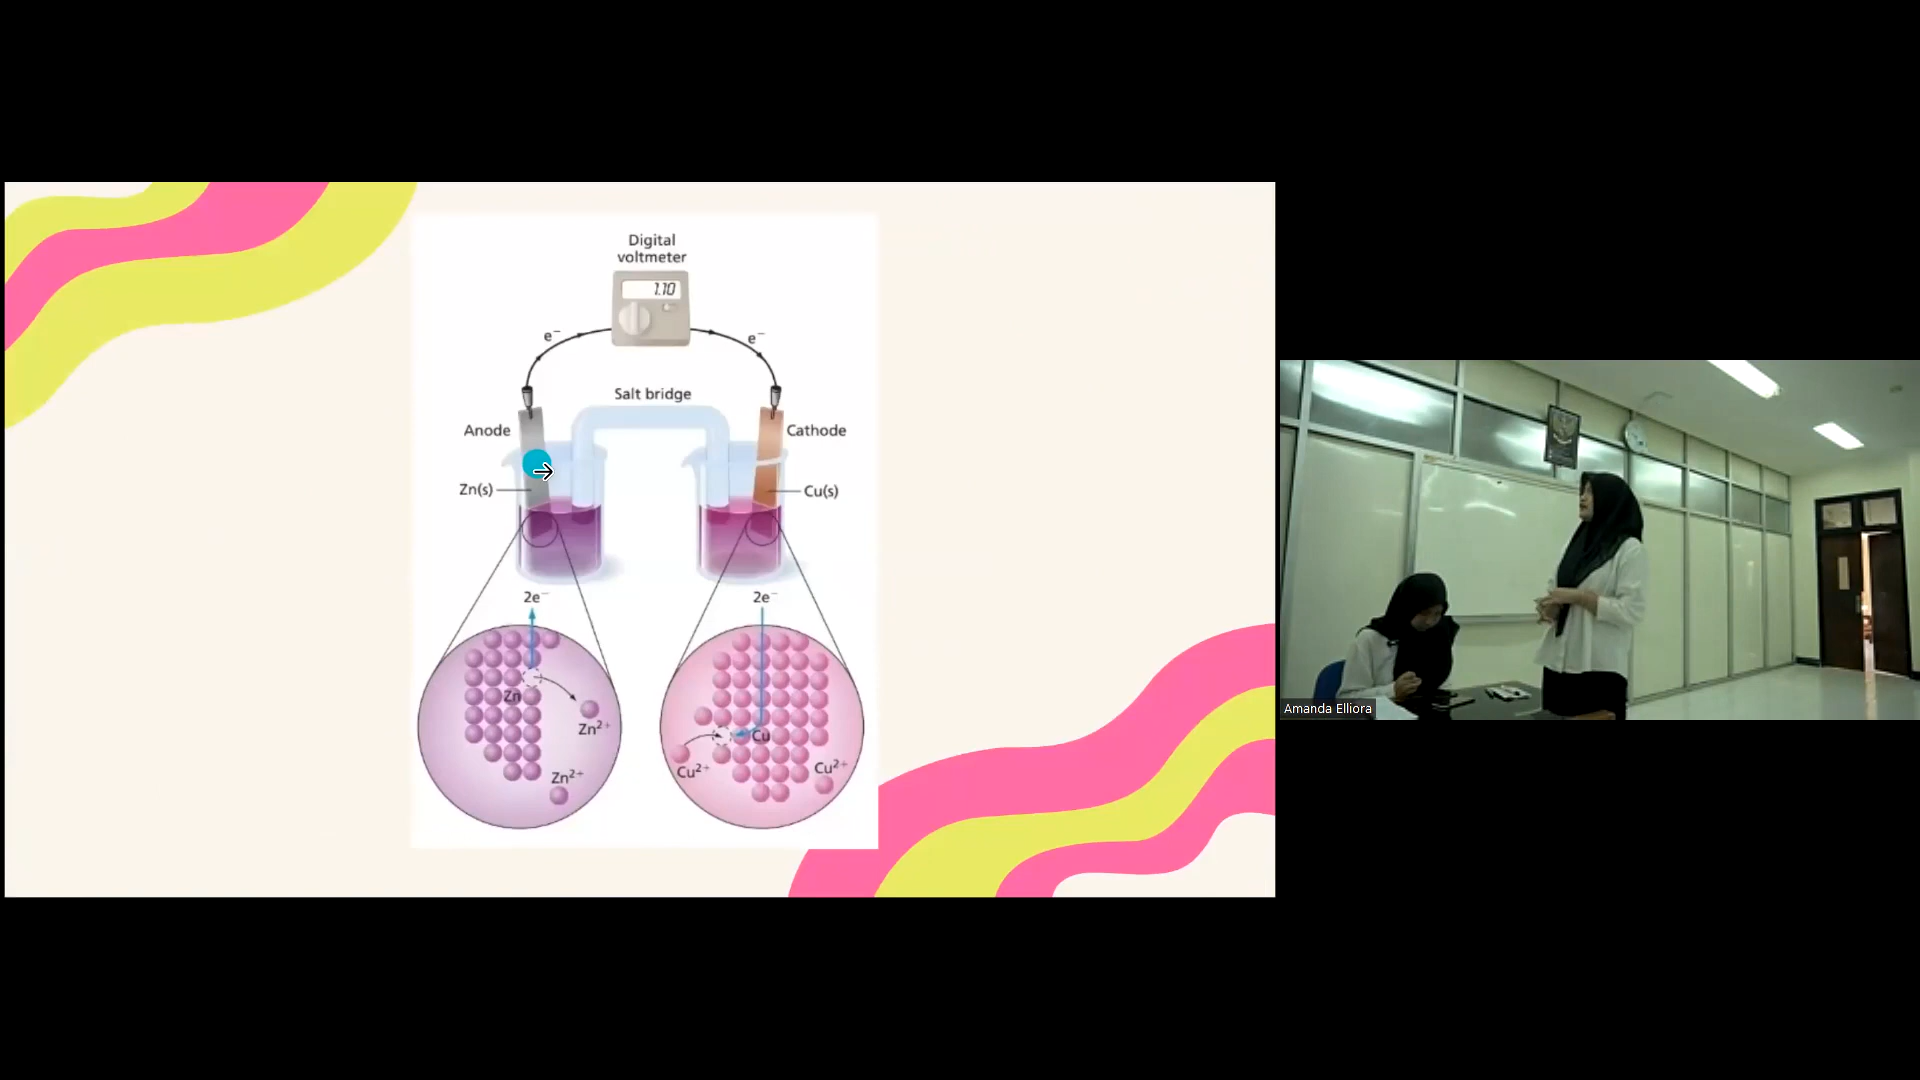 Digital
voltmeter
1.10
e⁻
e⁻
Salt bridge
Anode
Cathode
Zn(s)
Cu(s)
2e⁻
2e⁻
Zn
Zn²⁺
Zn²⁺
Cu
Cu²⁺
Cu²⁺
Amanda Elliora